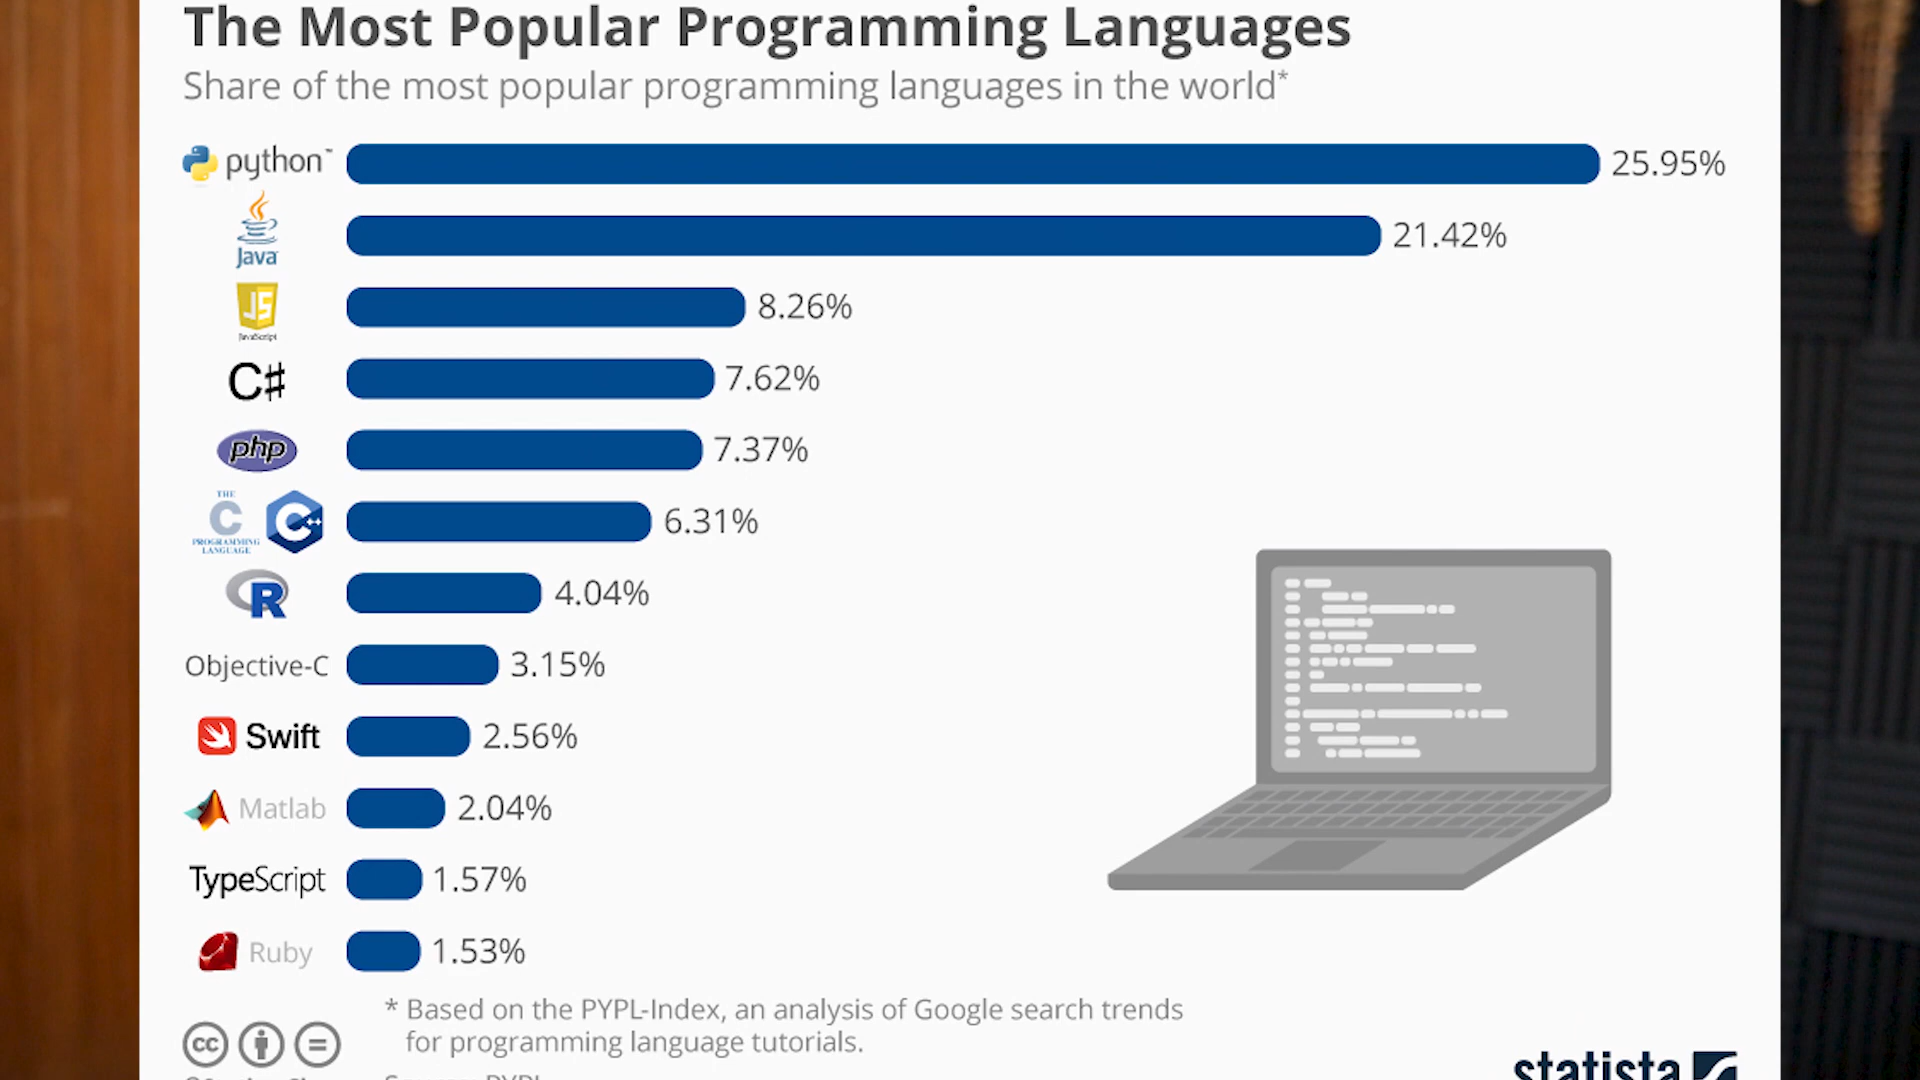 The Most Popular Programming Languages
Share of the most popular programming languages in the world*
python™ 25.95%
Java 21.42%
JS
JavaScript 8.26%
C# 7.62%
php 7.37%
THE
C
PROGRAMMING
LANGUAGE
C++ 6.31%
R 4.04%
Objective-C 3.15%
Swift 2.56%
Matlab 2.04%
TypeScript 1.57%
Ruby 1.53%
* Based on the PYPL-Index, an analysis of Google search trends
for programming language tutorials.
cc
statista